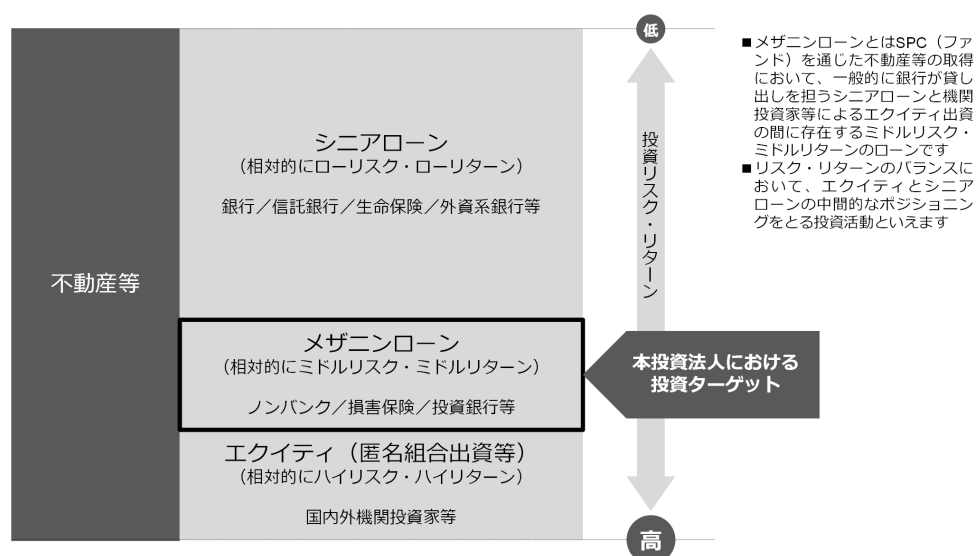 不動産等
シニアローン
（相対的にローリスク・ローリターン）
銀行／信託銀行／生命保険／外資系銀行等
メザニンローン
（相対的にミドルリスク・ミドルリターン）
ノンバンク／損害保険／投資銀行等
エクイティ（匿名組合出資等）
（相対的にハイリスク・ハイリターン）
国内外機関投資家等
低
投資リスク・リターン
高
本投資法人における
投資ターゲット
■メザニンローンとはSPC（ファ
ンド）を通じた不動産等の取得
において、一般的に銀行が貸し
出しを担うシニアローンと機関
投資家等によるエクイティ出資
の間に存在するミドルリスク・
ミドルリターンのローンです
■リスク・リターンのバランスに
おいて、エクイティとシニア
ローンの中間的なポジショニン
グをとる投資活動といえます